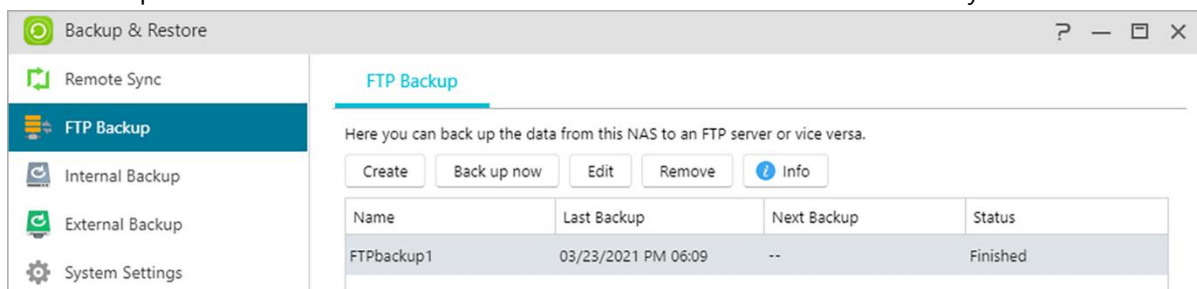 Backup & Restore
Remote Sync
FTP Backup
Internal Backup
External Backup
System Settings
FTP Backup
Here you can back up the data from this NAS to an FTP server or vice versa.
Create Back up now Edit Remove Info
Name Last Backup Next Backup Status
FTPbackup1 03/23/2021 PM 06:09 -- Finished